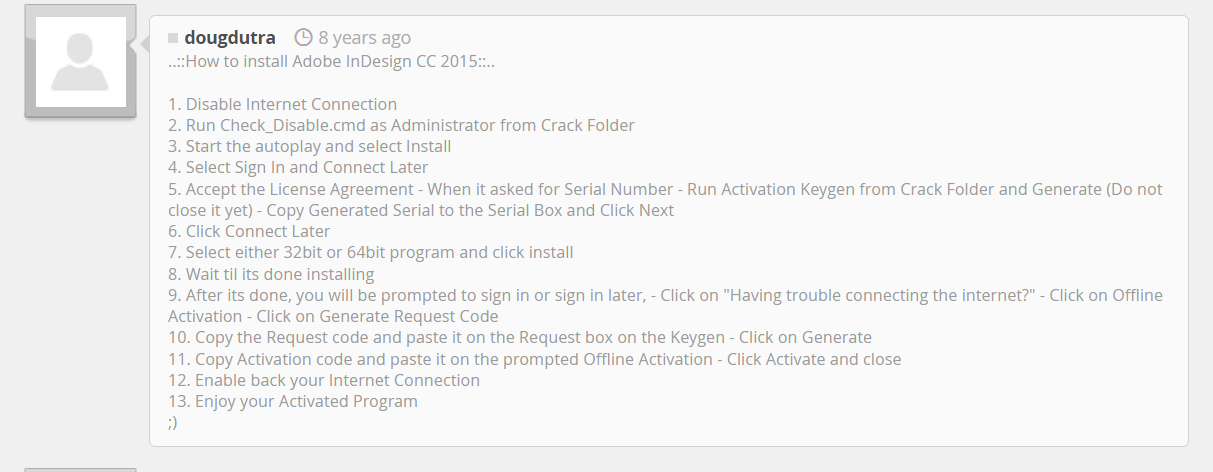 dougdutra 8 years ago
..::How to install Adobe InDesign CC 2015::..
1. Disable Internet Connection
2. Run Check_Disable.cmd as Administrator from Crack Folder
3. Start the autoplay and select Install
4. Select Sign In and Connect Later
5. Accept the License Agreement - When it asked for Serial Number - Run Activation Keygen from Crack Folder and Generate (Do not
close it yet) - Copy Generated Serial to the Serial Box and Click Next
6. Click Connect Later
7. Select either 32bit or 64bit program and click install
8. Wait til its done installing
9. After its done, you will be prompted to sign in or sign in later, - Click on "Having trouble connecting the internet?" - Click on Offline
Activation - Click on Generate Request Code
10. Copy the Request code and paste it on the Request box on the Keygen - Click on Generate
11. Copy Activation code and paste it on the prompted Offline Activation - Click Activate and close
12. Enable back your Internet Connection
13. Enjoy your Activated Program
;)